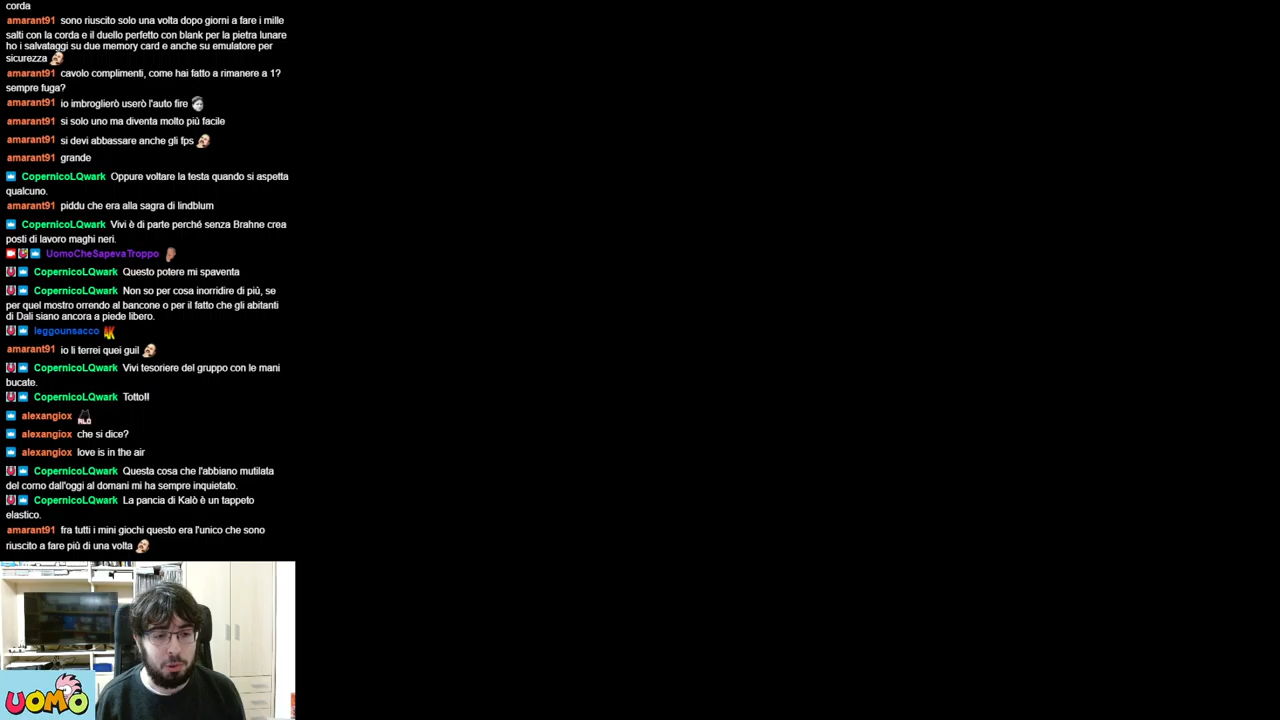 corda
amarant91 sono riuscito solo una volta dopo giorni a fare i mille
salti con la corda e il duello perfetto con blank per la pietra lunare
ho i salvataggi su due memory card e anche su emulatore per
sicurezza
amarant91 cavolo complimenti, come hai fatto a rimanere a 1?
sempre fuga?
amarant91 io imbroglierò userò l'auto fire
amarant91 si solo uno ma diventa molto più facile
amarant91 si devi abbassare anche gli fps
amarant91 grande
CopernicoLQwark Oppure voltare la testa quando si aspetta
qualcuno.
amarant91 piddu che era alla sagra di lindblum
CopernicoLQwark Vivi è di parte perché senza Brahne crea
posti di lavoro maghi neri.
UomoCheSapevaTroppo
CopernicoLQwark Questo potere mi spaventa
CopernicoLQwark Non so per cosa inorridire di più, se
per quel mostro orrendo al bancone o per il fatto che gli abitanti
di Dali siano ancora a piede libero.
leggounsacco 4K
amarant91 io li terrei quei guil
CopernicoLQwark Vivi tesoriere del gruppo con le mani
bucate.
CopernicoLQwark Totto!!
alexangiox
alexangiox che si dice?
alexangiox love is in the air
CopernicoLQwark Questa cosa che l'abbiano mutilata
del corno dall'oggi al domani mi ha sempre inquietato.
CopernicoLQwark La pancia di Kalò è un tappeto
elastico.
amarant91 fra tutti i mini giochi questo era l'unico che sono
riuscito a fare più di una volta
UOMO